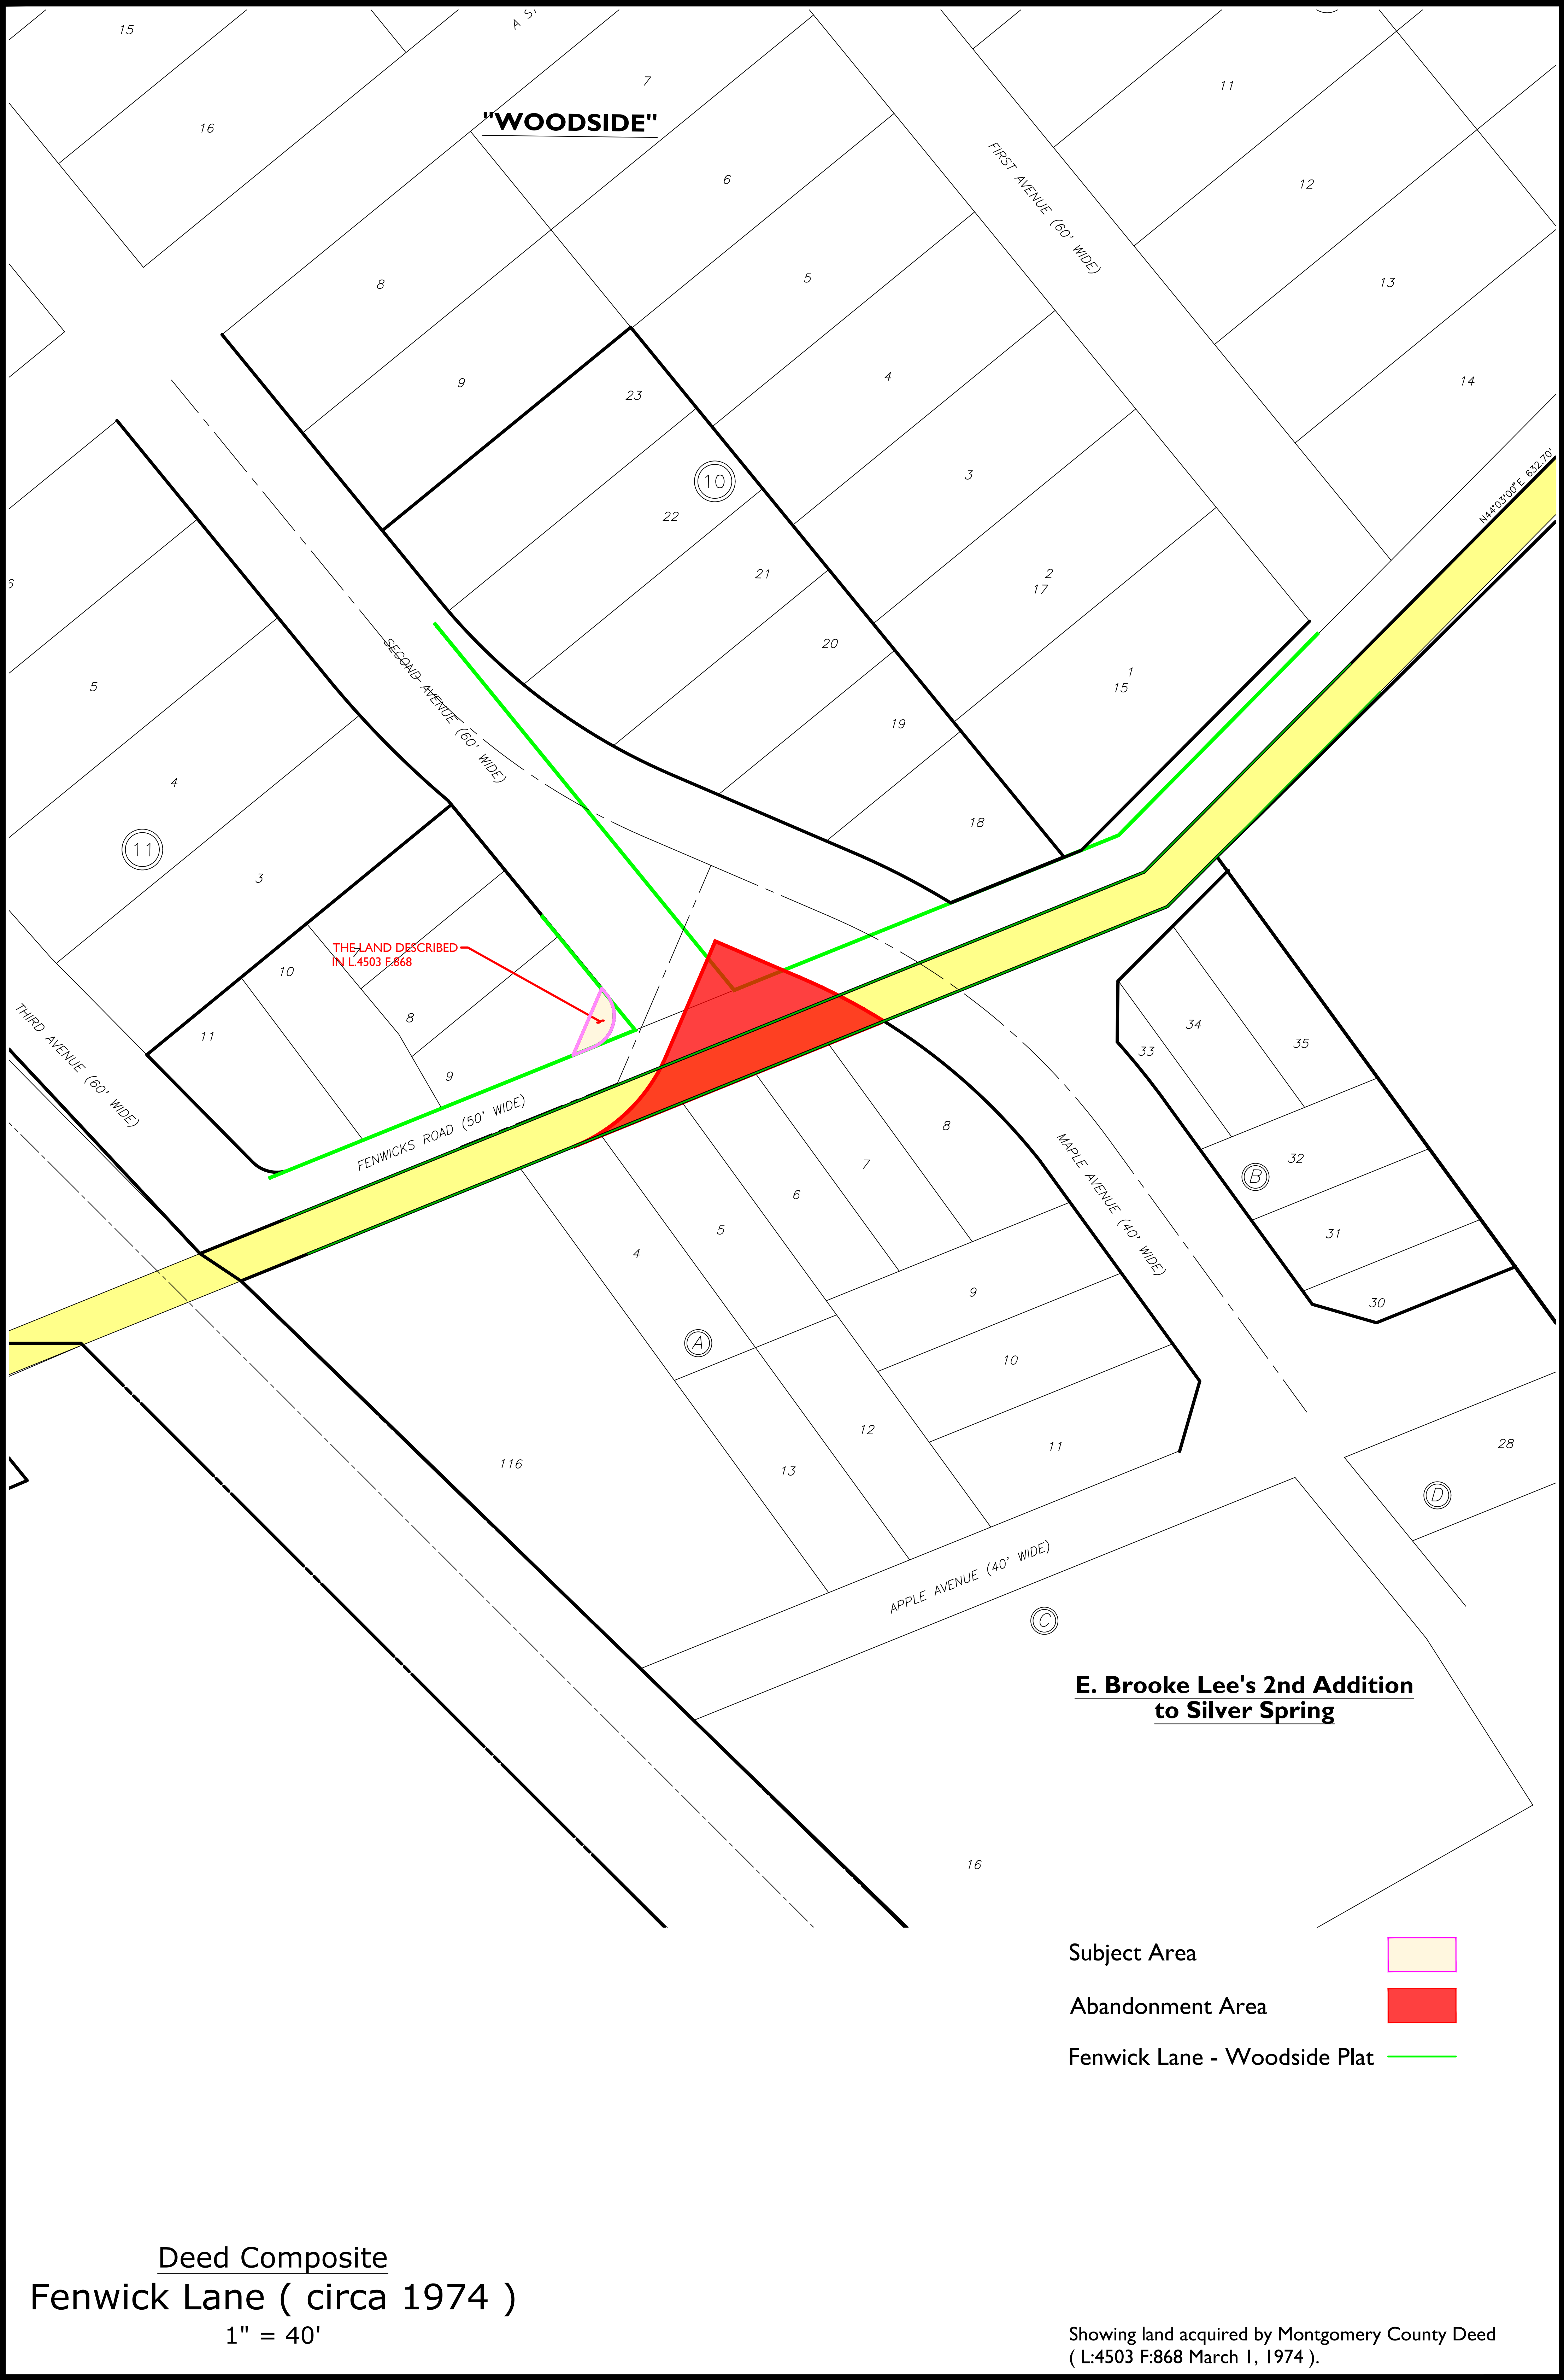 15
A S
7
"WOODSIDE"
16
11
6
12
FIRST AVENUE (60' WIDE)
8
5
13
9
4
14
23
10
3
N44°03'00"E 632.70'
22
21
2
17
6
20
1
15
5
SECOND AVENUE (60' WIDE)
19
4
18
11
3
THE LAND DESCRIBED
IN L.4503 F.868
7
10
8
11
9
34
35
33
THIRD AVENUE (60' WIDE)
FENWICKS ROAD (50' WIDE)
8
7
6
5
4
MAPLE AVENUE (40' WIDE)
32
B
31
30
9
A
10
12
11
13
116
28
D
APPLE AVENUE (40' WIDE)
C
E. Brooke Lee's 2nd Addition
to Silver Spring
16
Subject Area
Abandonment Area
Fenwick Lane - Woodside Plat
Deed Composite
Fenwick Lane ( circa 1974 )
1" = 40'
Showing land acquired by Montgomery County Deed
( L:4503 F:868 March 1, 1974 ).